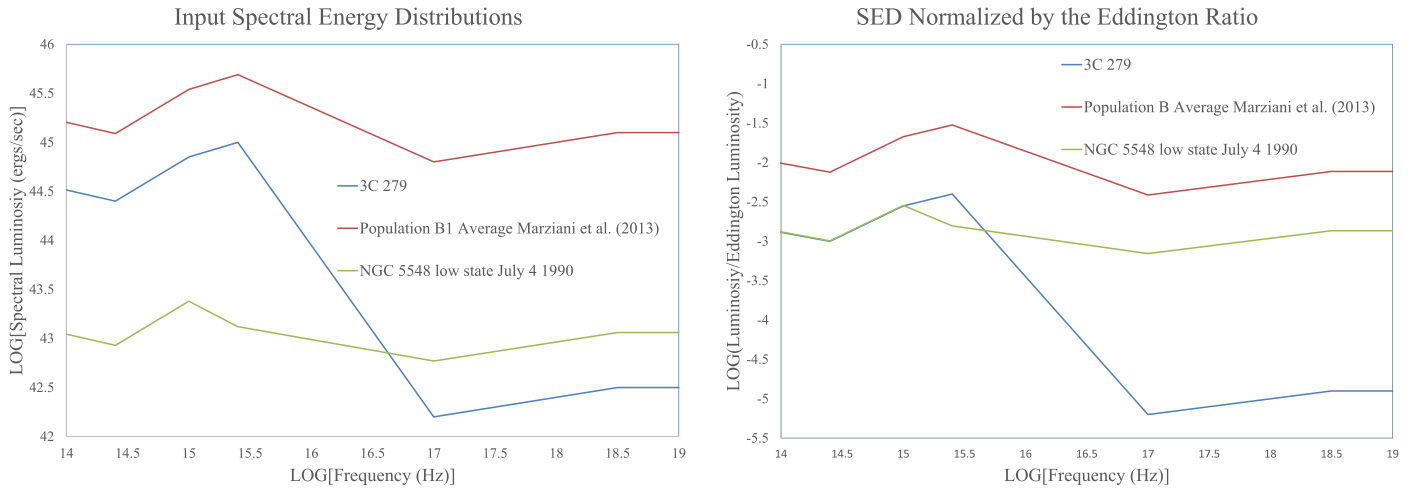 Input Spectral Energy Distributions
LOG[Spectral Luminosiy (ergs/sec)]
46
45.5
45
44.5
44
43.5
43
42.5
42
3C 279
Population B1 Average Marziani et al. (2013)
NGC 5548 low state July 4 1990
14 14.5 15 15.5 16 16.5 17 17.5 18 18.5 19
LOG[Frequency (Hz)]
SED Normalized by the Eddington Ratio
LOG(Luminosiy/Eddington Luminosity)
-0.5
-1
-1.5
-2
-2.5
-3
-3.5
-4
-4.5
-5
-5.5
3C 279
Population B Average Marziani et al. (2013)
NGC 5548 low state July 4 1990
14 14.5 15 15.5 16 16.5 17 17.5 18 18.5 19
LOG[Frequency (Hz)]